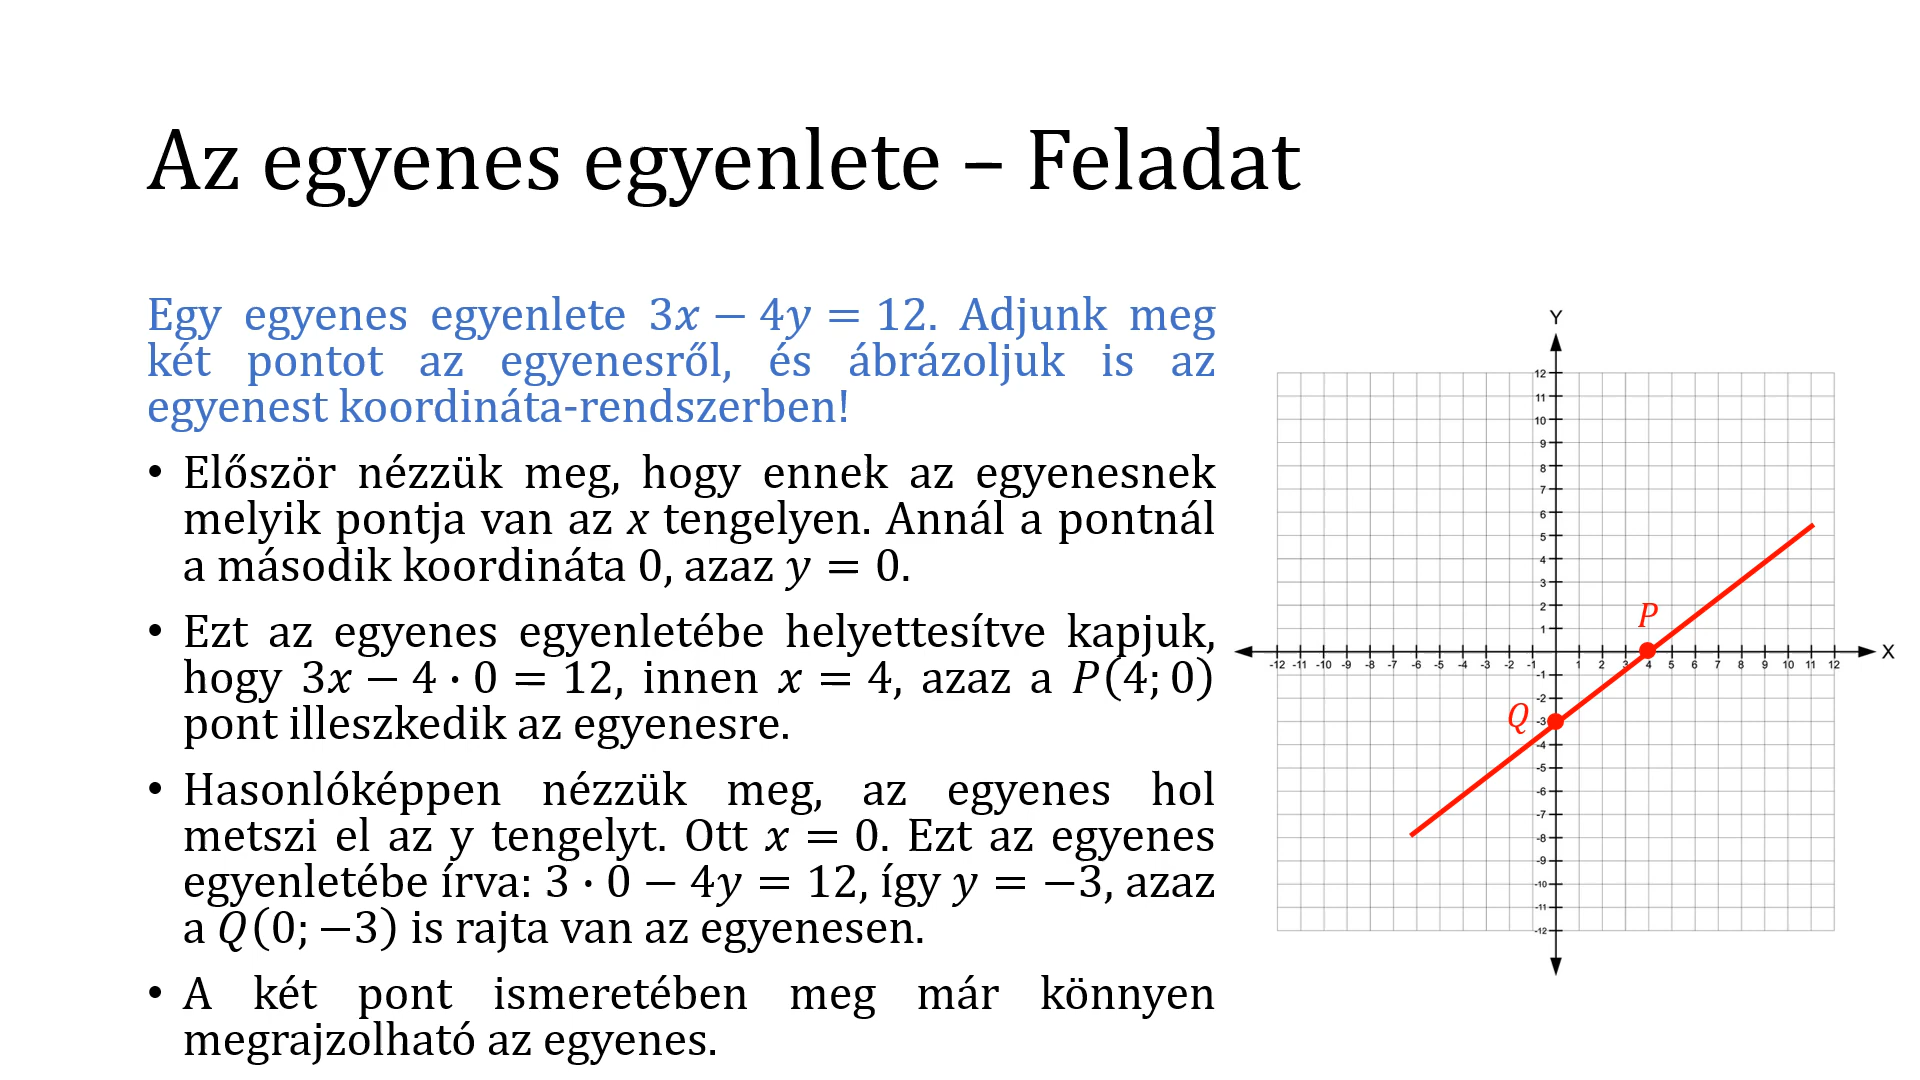 Az egyenes egyenlete – Feladat
Egy egyenes egyenlete 3x − 4y = 12. Adjunk meg
két pontot az egyenesről, és ábrázoljuk is az
egyenest koordináta-rendszerben!
• Először nézzük meg, hogy ennek az egyenesnek
melyik pontja van az x tengelyen. Annál a pontnál
a második koordináta 0, azaz y = 0.
• Ezt az egyenes egyenletébe helyettesítve kapjuk,
hogy 3x − 4 · 0 = 12, innen x = 4, azaz a P(4; 0)
pont illeszkedik az egyenesre.
• Hasonlóképpen nézzük meg, az egyenes hol
metszi el az y tengelyt. Ott x = 0. Ezt az egyenes
egyenletébe írva: 3 · 0 − 4y = 12, így y = −3, azaz
a Q(0; −3) is rajta van az egyenesen.
• A két pont ismeretében meg már könnyen
megrajzolható az egyenes.
Y
12
11
10
9
8
7
6
5
4
3
2
1
P
X
-12 -11 -10 -9 -8 -7 -6 -5 -4 -3 -2 -1 1 2 3 4 5 6 7 8 9 10 11 12
-1
-2
Q -3
-4
-5
-6
-7
-8
-9
-10
-11
-12